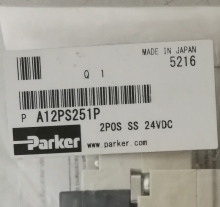 MADE IN JAPAN
Q 1 5216
P A12PS251P
2POS SS 24VDC
Parker
www.parker.com